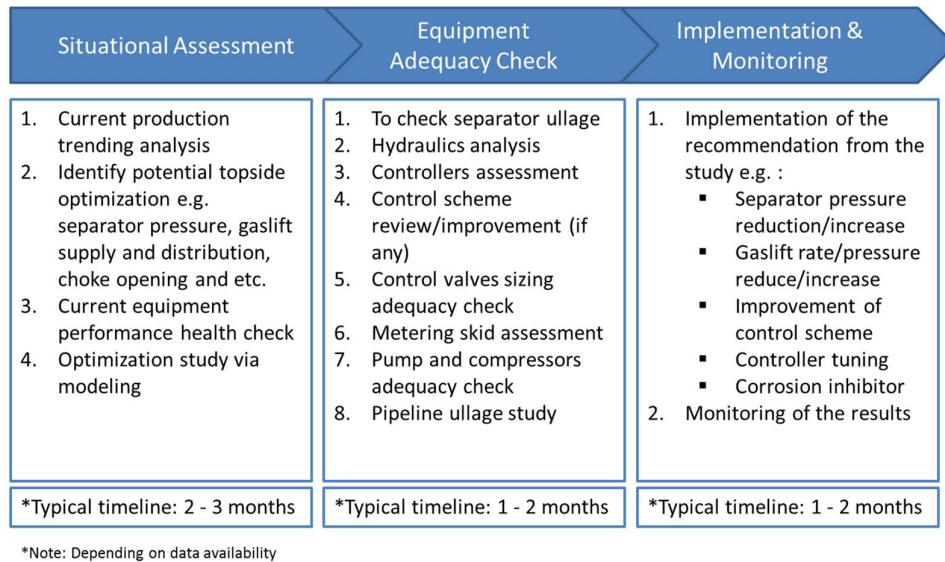 Situational Assessment
Equipment
Adequacy Check
Implementation &
Monitoring
1. Current production
trending analysis
2. Identify potential topside
optimization e.g.
separator pressure, gaslift
supply and distribution,
choke opening and etc.
3. Current equipment
performance health check
4. Optimization study via
modeling
1. To check separator ullage
2. Hydraulics analysis
3. Controllers assessment
4. Control scheme
review/improvement (if
any)
5. Control valves sizing
adequacy check
6. Metering skid assessment
7. Pump and compressors
adequacy check
8. Pipeline ullage study
1. Implementation of the
recommendation from the
study e.g. :
▪ Separator pressure
reduction/increase
▪ Gaslift rate/pressure
reduce/increase
▪ Improvement of
control scheme
▪ Controller tuning
▪ Corrosion inhibitor
2. Monitoring of the results
*Typical timeline: 2 - 3 months
*Typical timeline: 1 - 2 months
*Typical timeline: 1 - 2 months
*Note: Depending on data availability